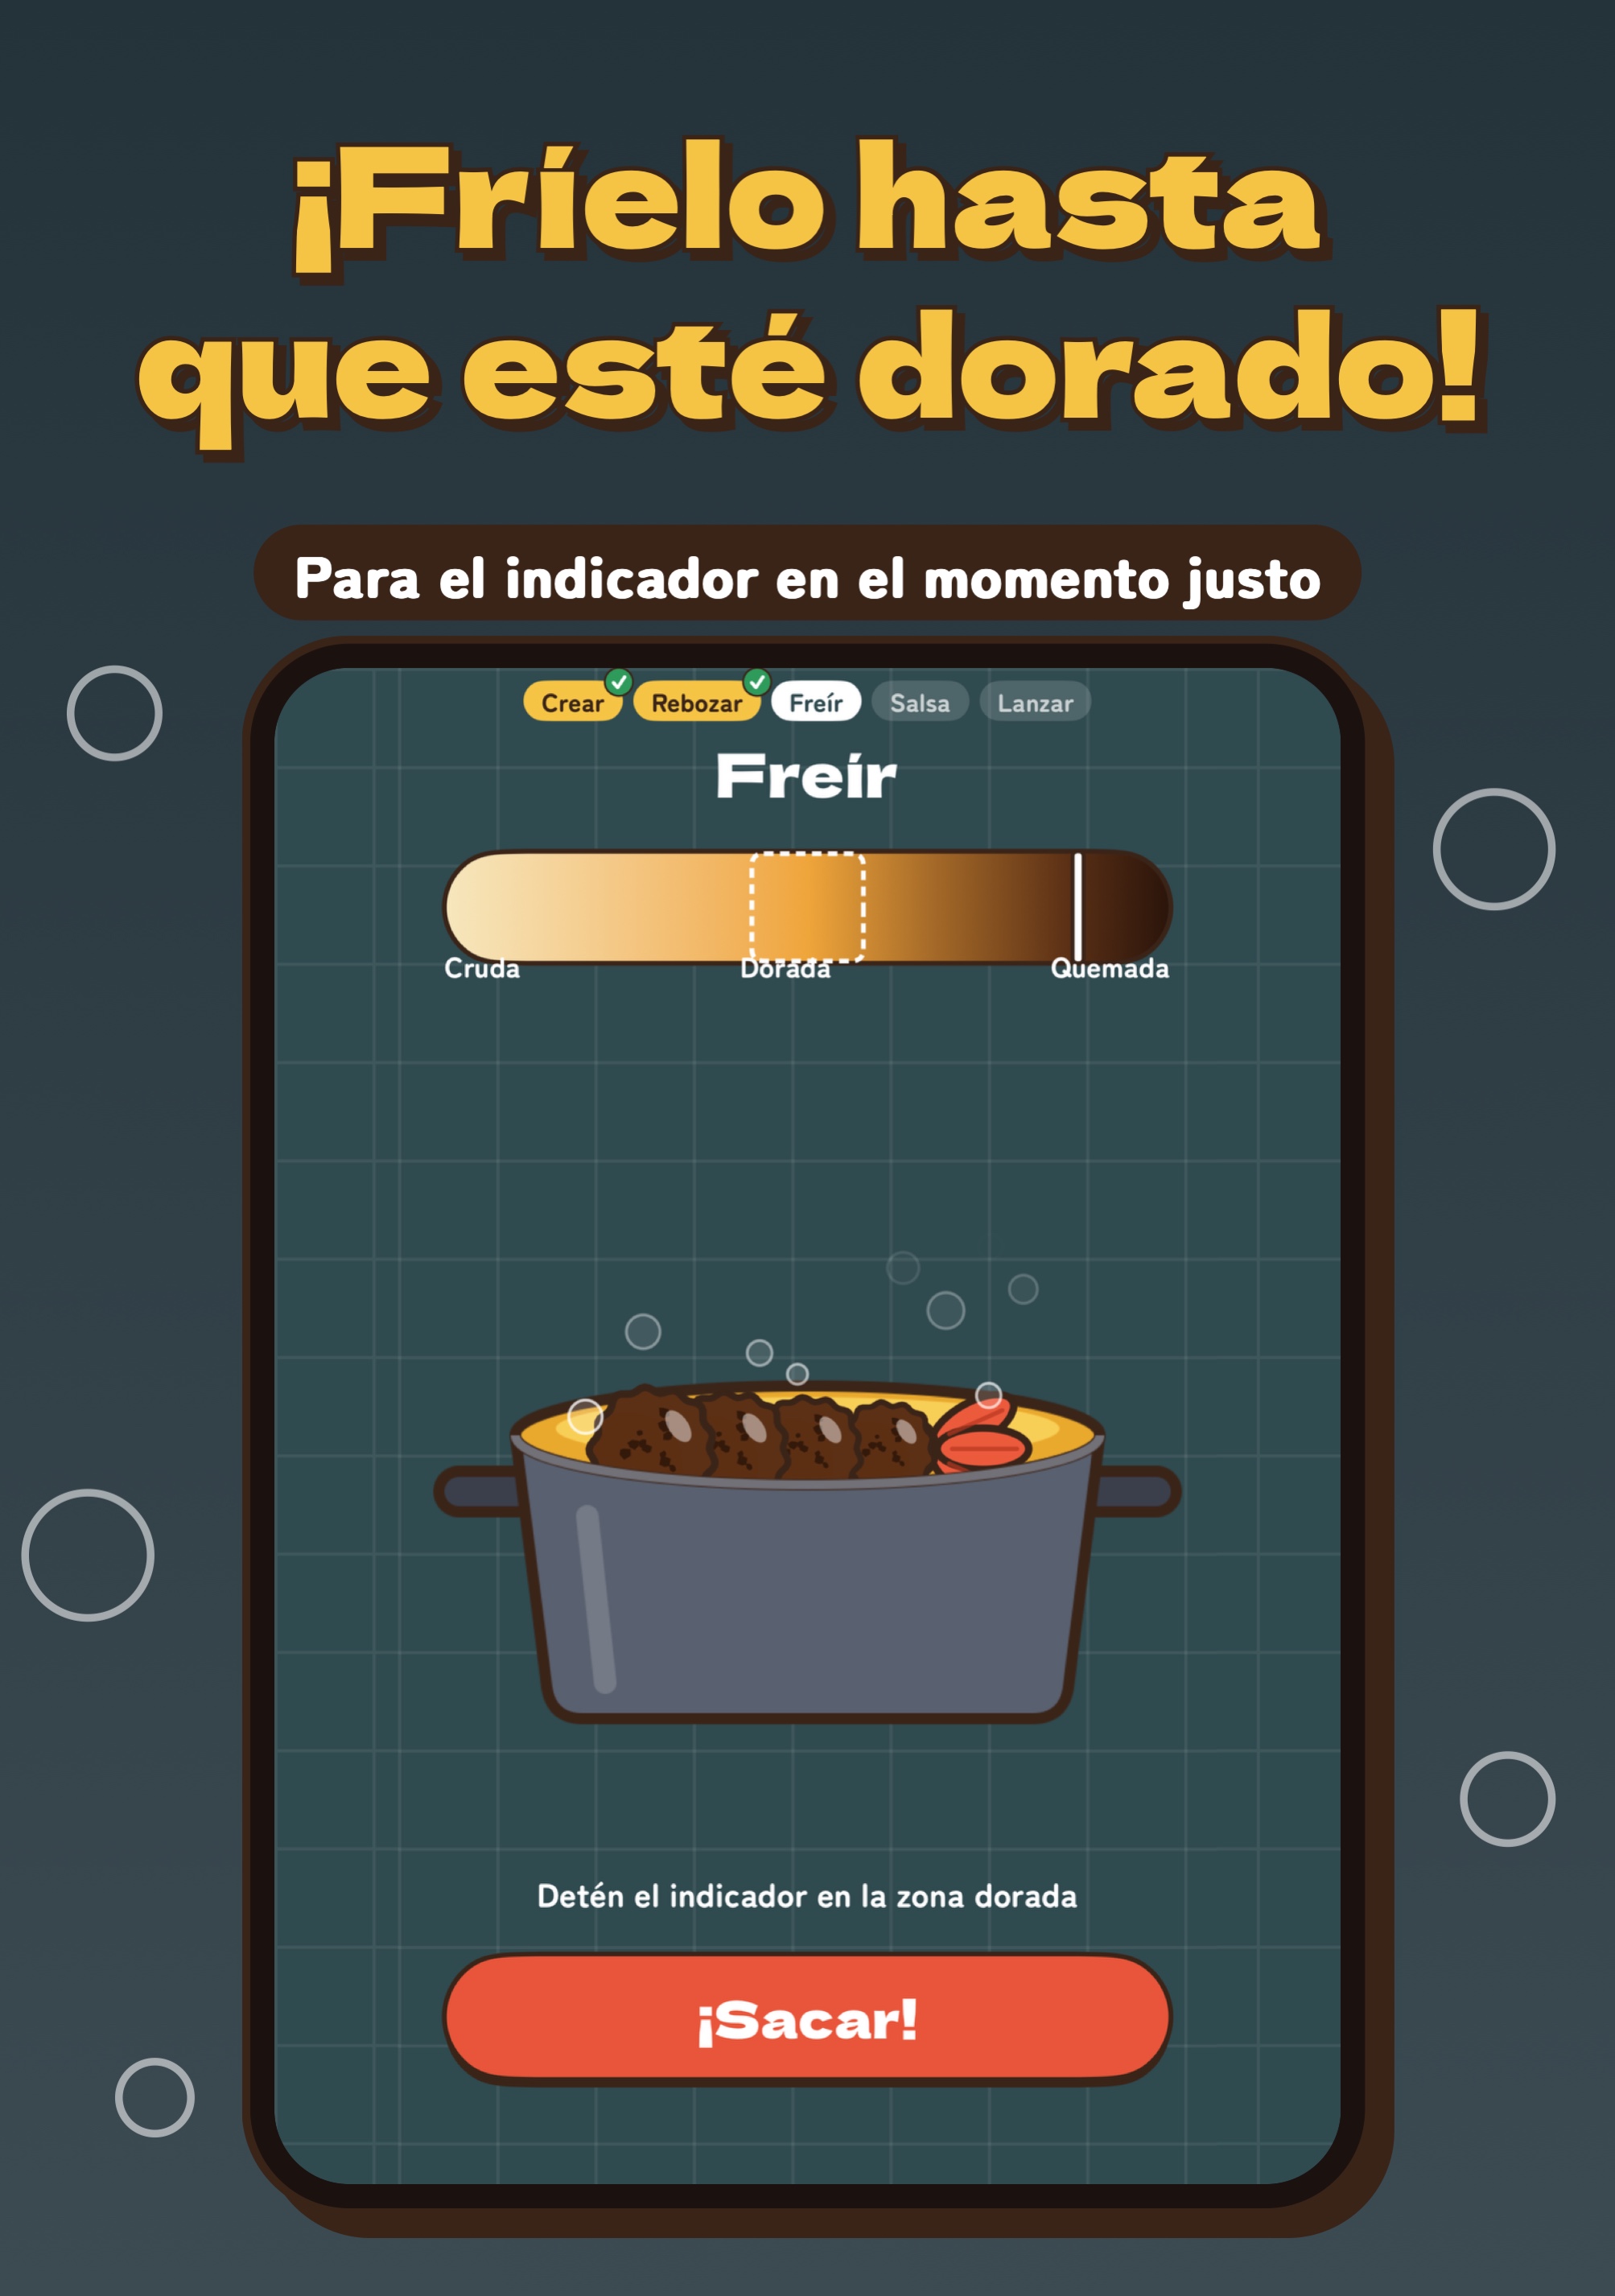 ¡Fríelo hasta
que esté dorado!
Para el indicador en el momento justo
Crear Rebozar Freír Salsa Lanzar
Freír
Cruda Dorada Quemada
Detén el indicador en la zona dorada
¡Sacar!